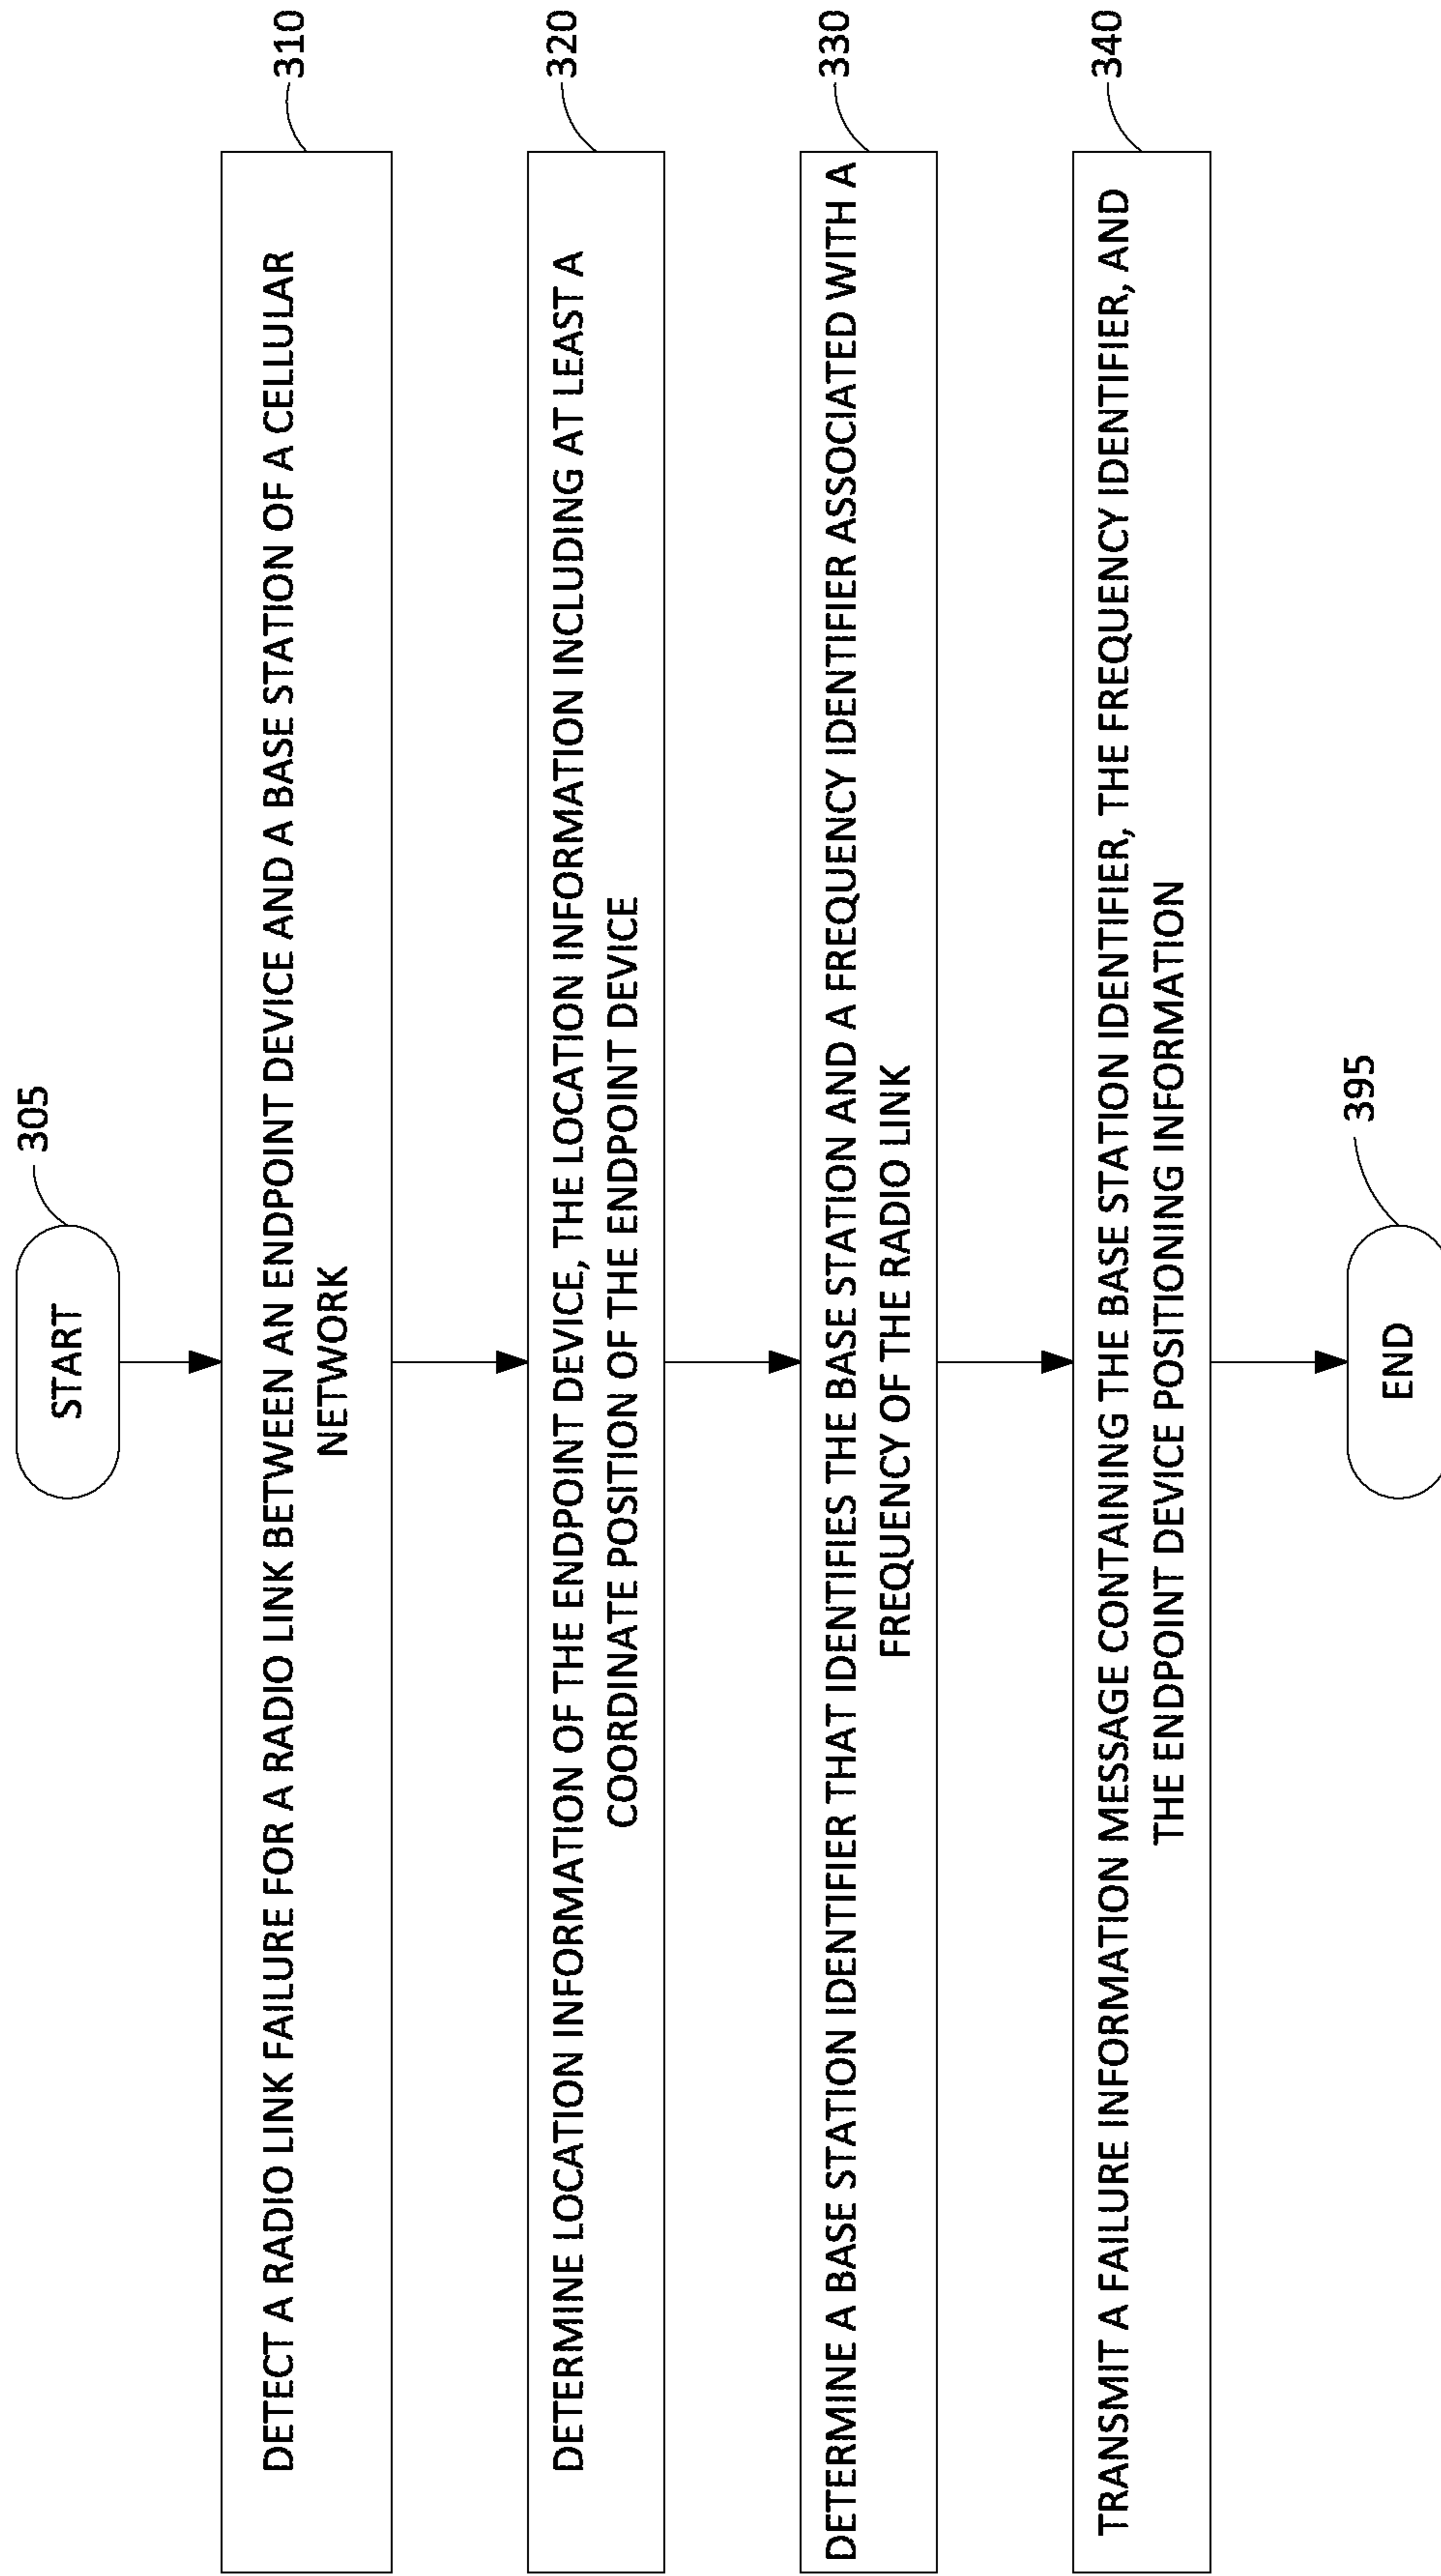 START
305
DETECT A RADIO LINK FAILURE FOR A RADIO LINK BETWEEN AN ENDPOINT DEVICE AND A BASE STATION OF A CELLULAR
NETWORK
310
DETERMINE LOCATION INFORMATION OF THE ENDPOINT DEVICE, THE LOCATION INFORMATION INCLUDING AT LEAST A
COORDINATE POSITION OF THE ENDPOINT DEVICE
320
DETERMINE A BASE STATION IDENTIFIER THAT IDENTIFIES THE BASE STATION AND A FREQUENCY IDENTIFIER ASSOCIATED WITH A
FREQUENCY OF THE RADIO LINK
330
TRANSMIT A FAILURE INFORMATION MESSAGE CONTAINING THE BASE STATION IDENTIFIER, THE FREQUENCY IDENTIFIER, AND
THE ENDPOINT DEVICE POSITIONING INFORMATION
340
END
395